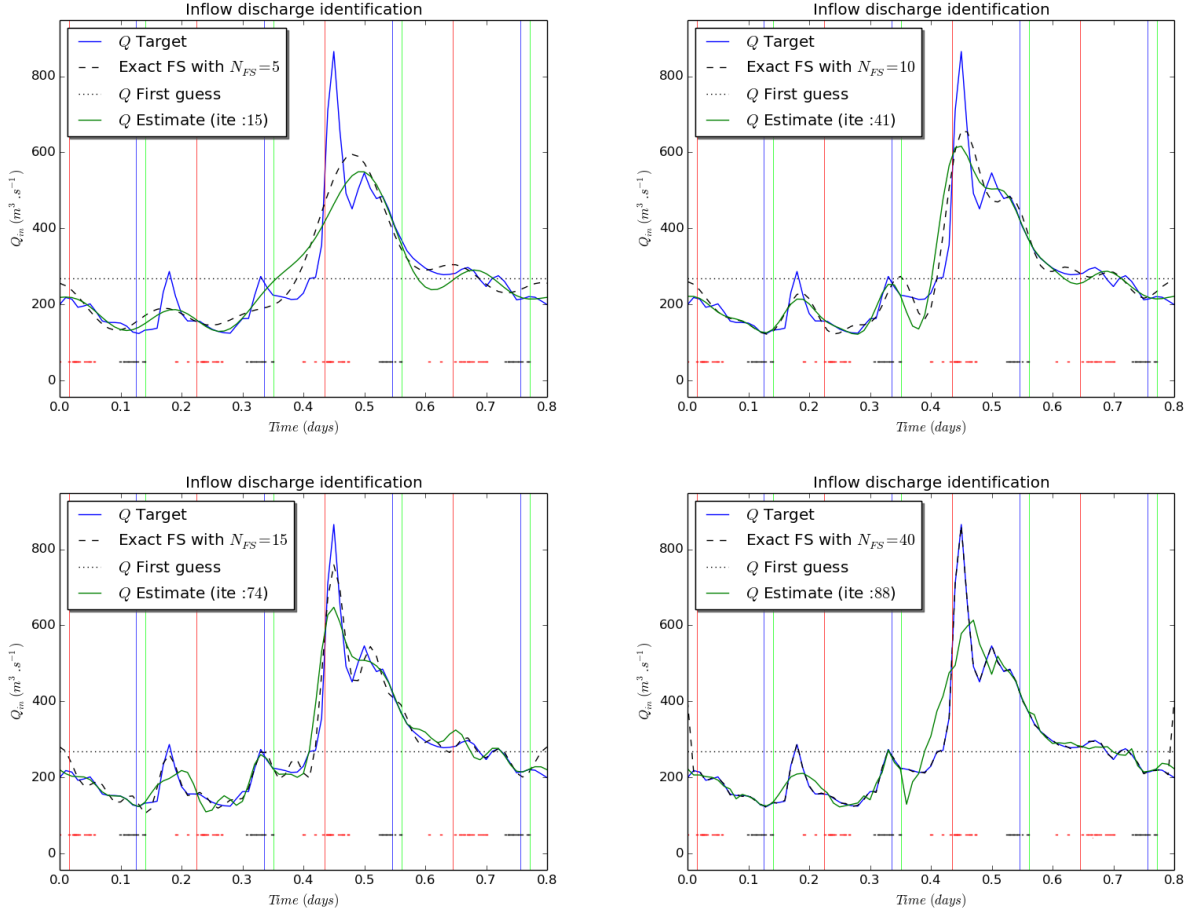 Inflow discharge identification
Q Target
Exact FS with N_FS=5
Q First guess
Q Estimate (ite :15)
800
600
400
200
0
Q_in (m³ .s⁻¹)
0.0 0.1 0.2 0.3 0.4 0.5 0.6 0.7 0.8
Time (days)
Inflow discharge identification
Q Target
Exact FS with N_FS=10
Q First guess
Q Estimate (ite :41)
800
600
400
200
0
Q_in (m³ .s⁻¹)
0.0 0.1 0.2 0.3 0.4 0.5 0.6 0.7 0.8
Time (days)
Inflow discharge identification
Q Target
Exact FS with N_FS=15
Q First guess
Q Estimate (ite :74)
800
600
400
200
0
Q_in (m³ .s⁻¹)
0.0 0.1 0.2 0.3 0.4 0.5 0.6 0.7 0.8
Time (days)
Inflow discharge identification
Q Target
Exact FS with N_FS=40
Q First guess
Q Estimate (ite :88)
800
600
400
200
0
Q_in (m³ .s⁻¹)
0.0 0.1 0.2 0.3 0.4 0.5 0.6 0.7 0.8
Time (days)